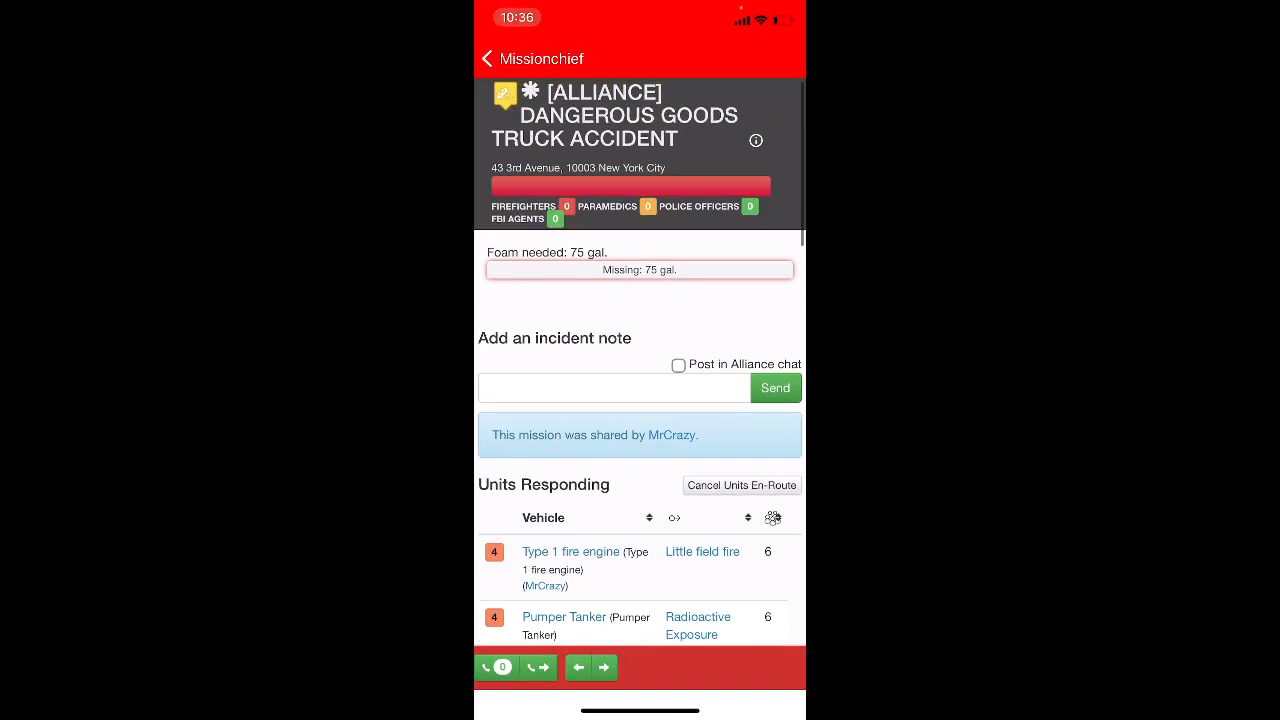 10:36
Missionchief
[ALLIANCE]
DANGEROUS GOODS
TRUCK ACCIDENT
43 3rd Avenue, 10003 New York City
FIREFIGHTERS 0 PARAMEDICS 0 POLICE OFFICERS 0
FBI AGENTS 0
Foam needed: 75 gal.
Missing: 75 gal.
Add an incident note
Post in Alliance chat
Send
This mission was shared by MrCrazy.
Units Responding Cancel Units En-Route
Vehicle
4 Type 1 fire engine (Type Little field fire 6
1 fire engine)
(MrCrazy)
4 Pumper Tanker (Pumper Radioactive 6
Tanker) Exposure
0